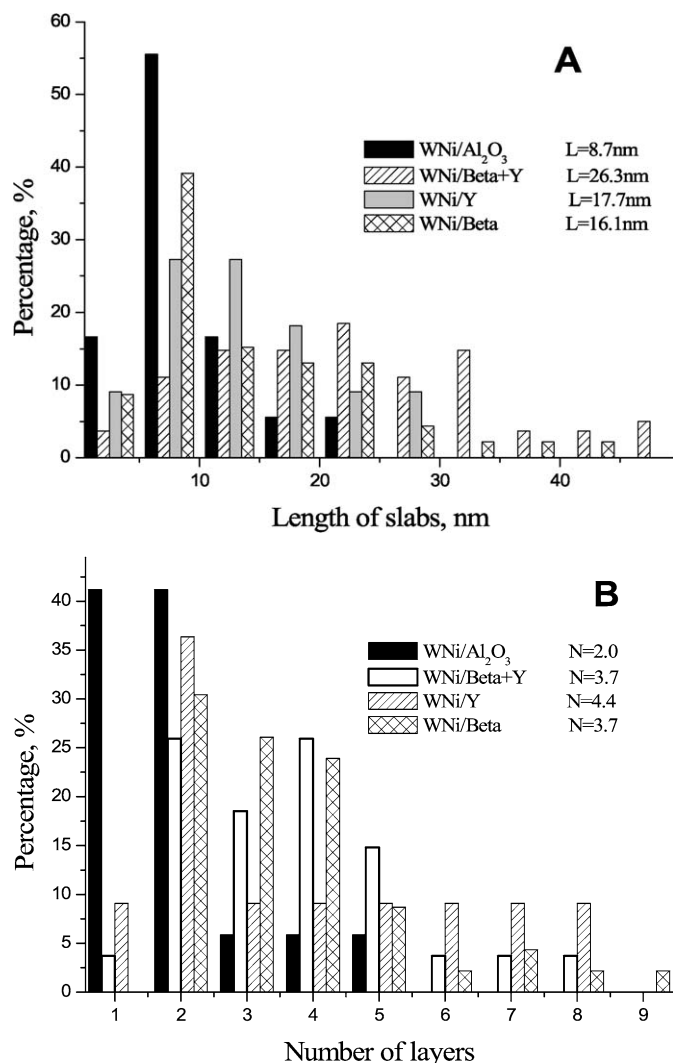 60
50
40
30
20
10
0
Percentage, %
A
WNi/Al2O3 L=8.7nm
WNi/Beta+Y L=26.3nm
WNi/Y L=17.7nm
WNi/Beta L=16.1nm
10 20 30 40
Length of slabs, nm
40
35
30
25
20
15
10
5
0
Percentage, %
B
WNi/Al2O3 N=2.0
WNi/Beta+Y N=3.7
WNi/Y N=4.4
WNi/Beta N=3.7
1 2 3 4 5 6 7 8 9
Number of layers